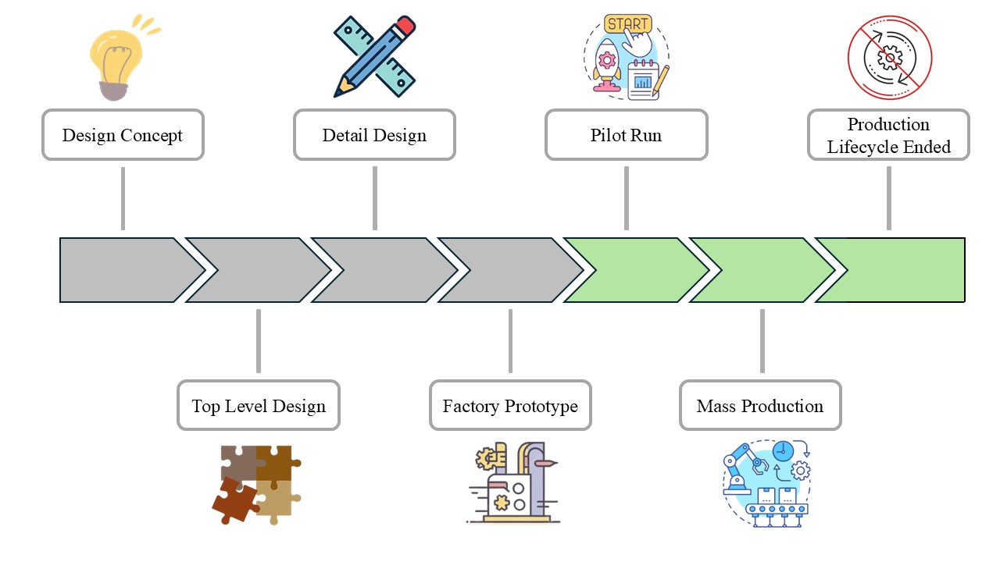 START
Design Concept
Detail Design
Pilot Run
Production
Lifecycle Ended
Top Level Design
Factory Prototype
Mass Production